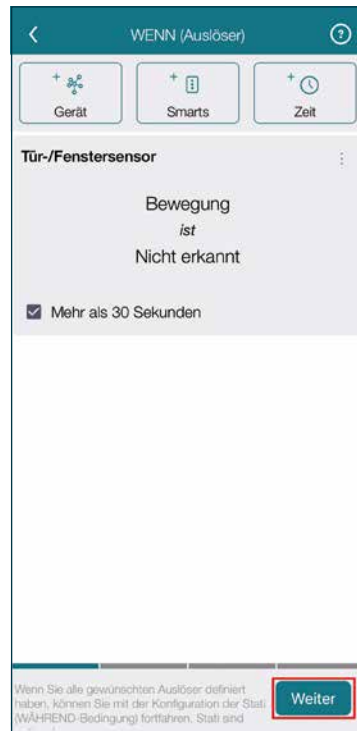 WENN (Auslöser)
Gerät
Smarts
Zeit
Tür-/Fenstersensor
Bewegung
ist
Nicht erkannt
Mehr als 30 Sekunden
Wenn Sie alle gewünschten Auslöser definiert
haben, können Sie mit der Konfiguration der Stati
(WÄHREND-Bedingung) fortfahren. Stati sind
Weiter